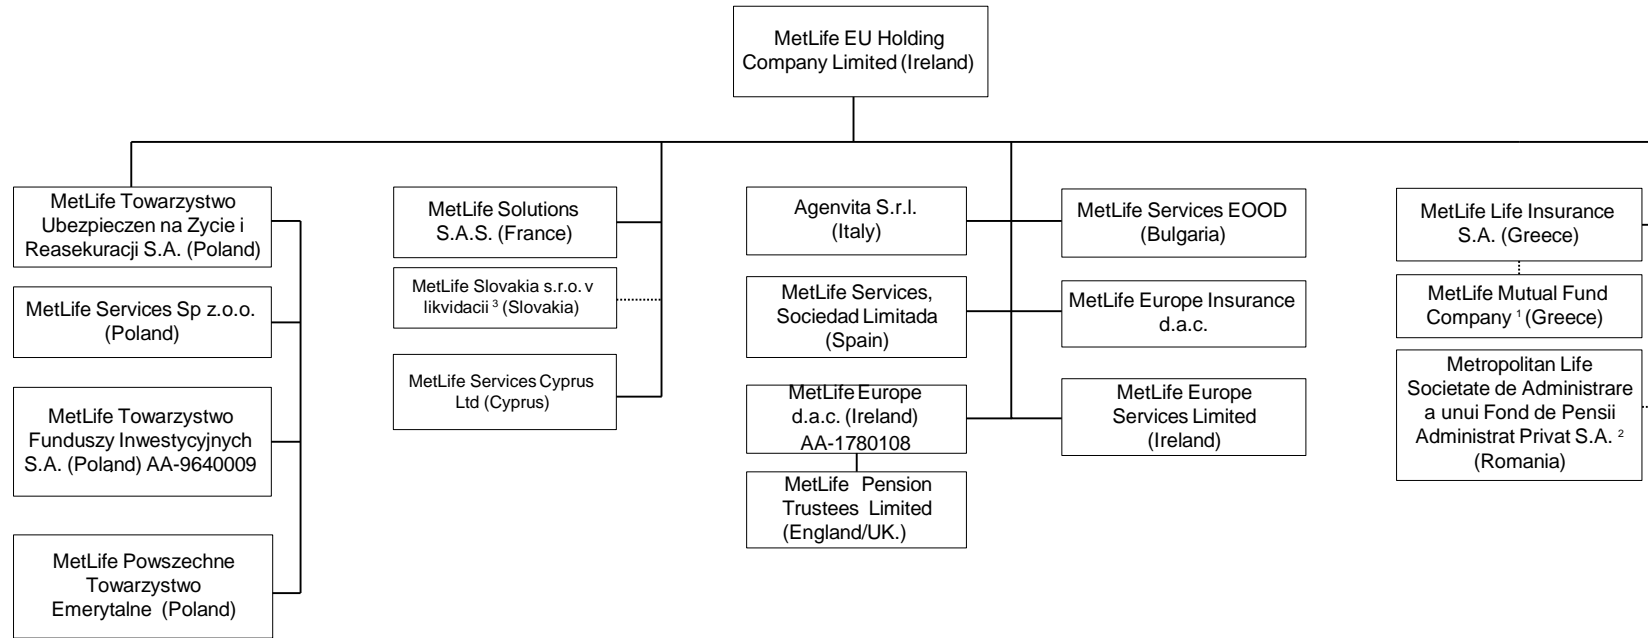 MetLife EU Holding
Company Limited (Ireland)
MetLife Towarzystwo
Ubezpieczen na Zycie i
Reasekuracji S.A. (Poland)
MetLife Services Sp z.o.o.
(Poland)
MetLife Towarzystwo
Funduszy Inwestycyjnych
S.A. (Poland) AA-9640009
MetLife Powszechne
Towarzystwo
Emerytalne (Poland)
MetLife Solutions
S.A.S. (France)
MetLife Slovakia s.r.o. v
likvidacii ³ (Slovakia)
MetLife Services Cyprus
Ltd (Cyprus)
Agenvita S.r.l.
(Italy)
MetLife Services,
Sociedad Limitada
(Spain)
MetLife Europe
d.a.c. (Ireland)
AA-1780108
MetLife Pension
Trustees Limited
(England/UK.)
MetLife Services EOOD
(Bulgaria)
MetLife Europe Insurance
d.a.c.
MetLife Europe
Services Limited
(Ireland)
MetLife Life Insurance
S.A. (Greece)
MetLife Mutual Fund
Company ¹ (Greece)
Metropolitan Life
Societate de Administrare
a unui Fond de Pensii
Administrat Privat S.A. ²
(Romania)